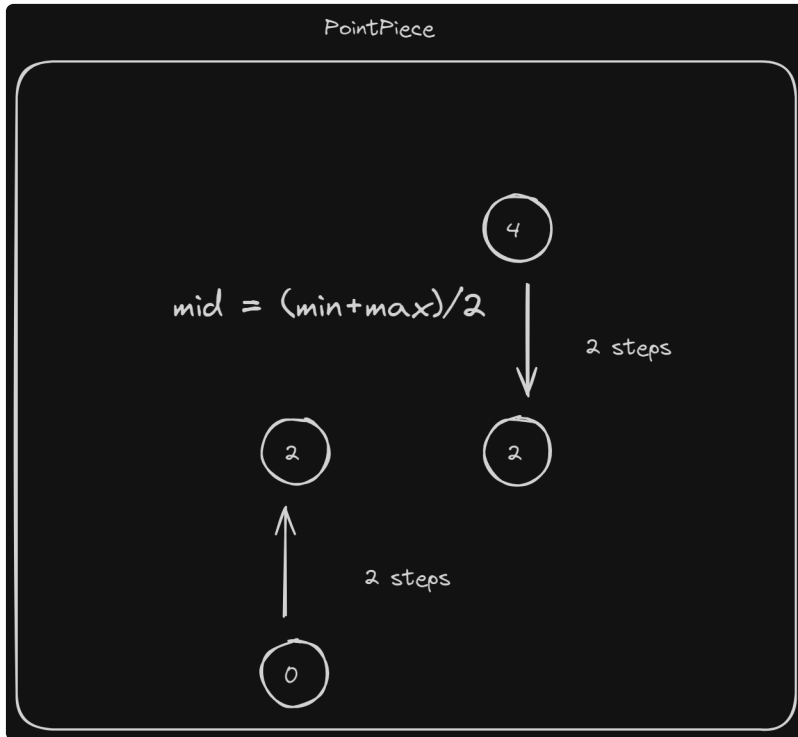 PointPiece
4
mid = (min+max)/2
2 steps
2
2
2 steps
0